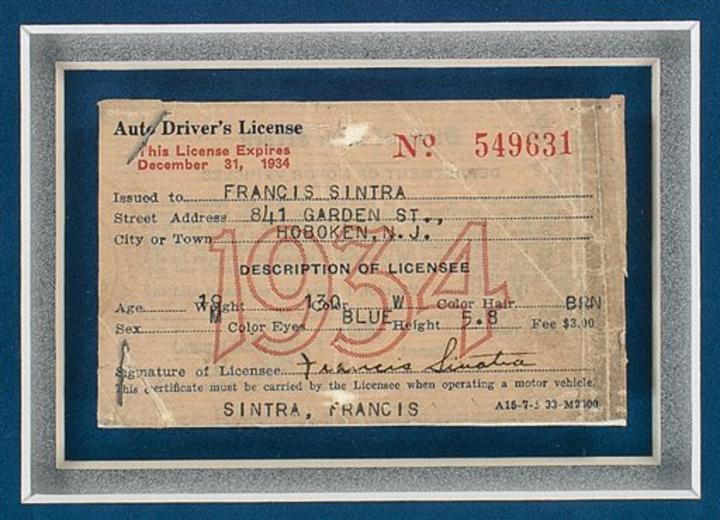 Auto Driver's License
This License Expires
December 31, 1934
No. 549631
Issued to FRANCIS SINTRA
Street Address 841 GARDEN ST.,
City or Town HOBOKEN, N.J.
1934
DESCRIPTION OF LICENSEE
Age 18 Weight 130 Color W Color Hair BRN
Sex M Color Eyes BLUE Height 5.8 Fee $3.00
Signature of Licensee Francis Sinatra
This certificate must be carried by the Licensee when operating a motor vehicle.
SINTRA, FRANCIS